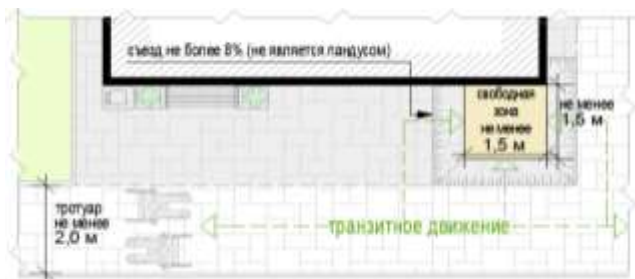 съезд не более 8% (не является пандусом)
свободная
зона
не менее
1,5 м
не менее
1,5 м
тротуар
не менее
2,0 м
транзитное движение